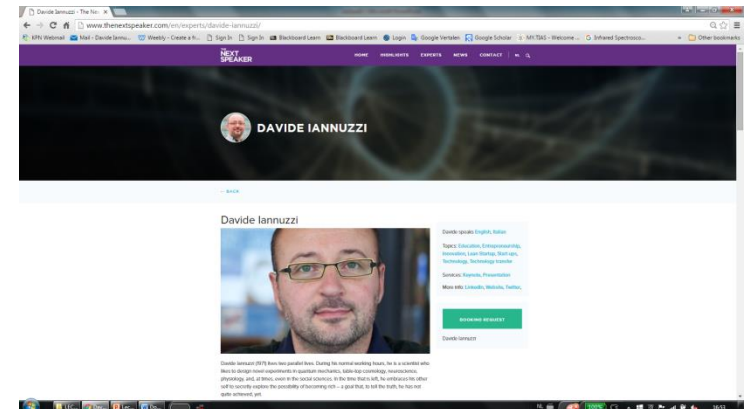 Davide Iannuzzi - The Nex
www.thenextspeaker.com/en/experts/davide-iannuzzi/
KPN Webmail
Mail - Davide Iannu...
Weebly - Create a fr...
Sign In
Sign In
Blackboard Learn
Blackboard Learn
Login
Google Vertalen
Google Scholar
MY.TIAS - Welcome ...
Infrared Spectrosco...
Other bookmarks
THE
NEXT
SPEAKER
HOME HIGHLIGHTS EXPERTS NEWS CONTACT NL
DAVIDE IANNUZZI
BACK
Davide Iannuzzi
Davide speaks English, Italian
Topics: Education, Entrepreneurship,
Innovation, Lean Startup, Start-ups,
Technology, Technology transfer
Services: Keynote, Presentation
More info: LinkedIn, Website, Twitter,
BOOKING REQUEST
Davide Iannuzzi
Davide Iannuzzi (1971) lives two parallel lives. During his normal working hours, he is a scientist who
likes to design novel experiments in quantum mechanics, table-top cosmology, neuroscience,
physiology, and, at times, even in the social sciences. In the time that is left, he embraces his other
self to secretly explore the possibility of becoming rich – a goal that, to tell the truth, he has not
quite achieved, yet.
NL
100%
16:53